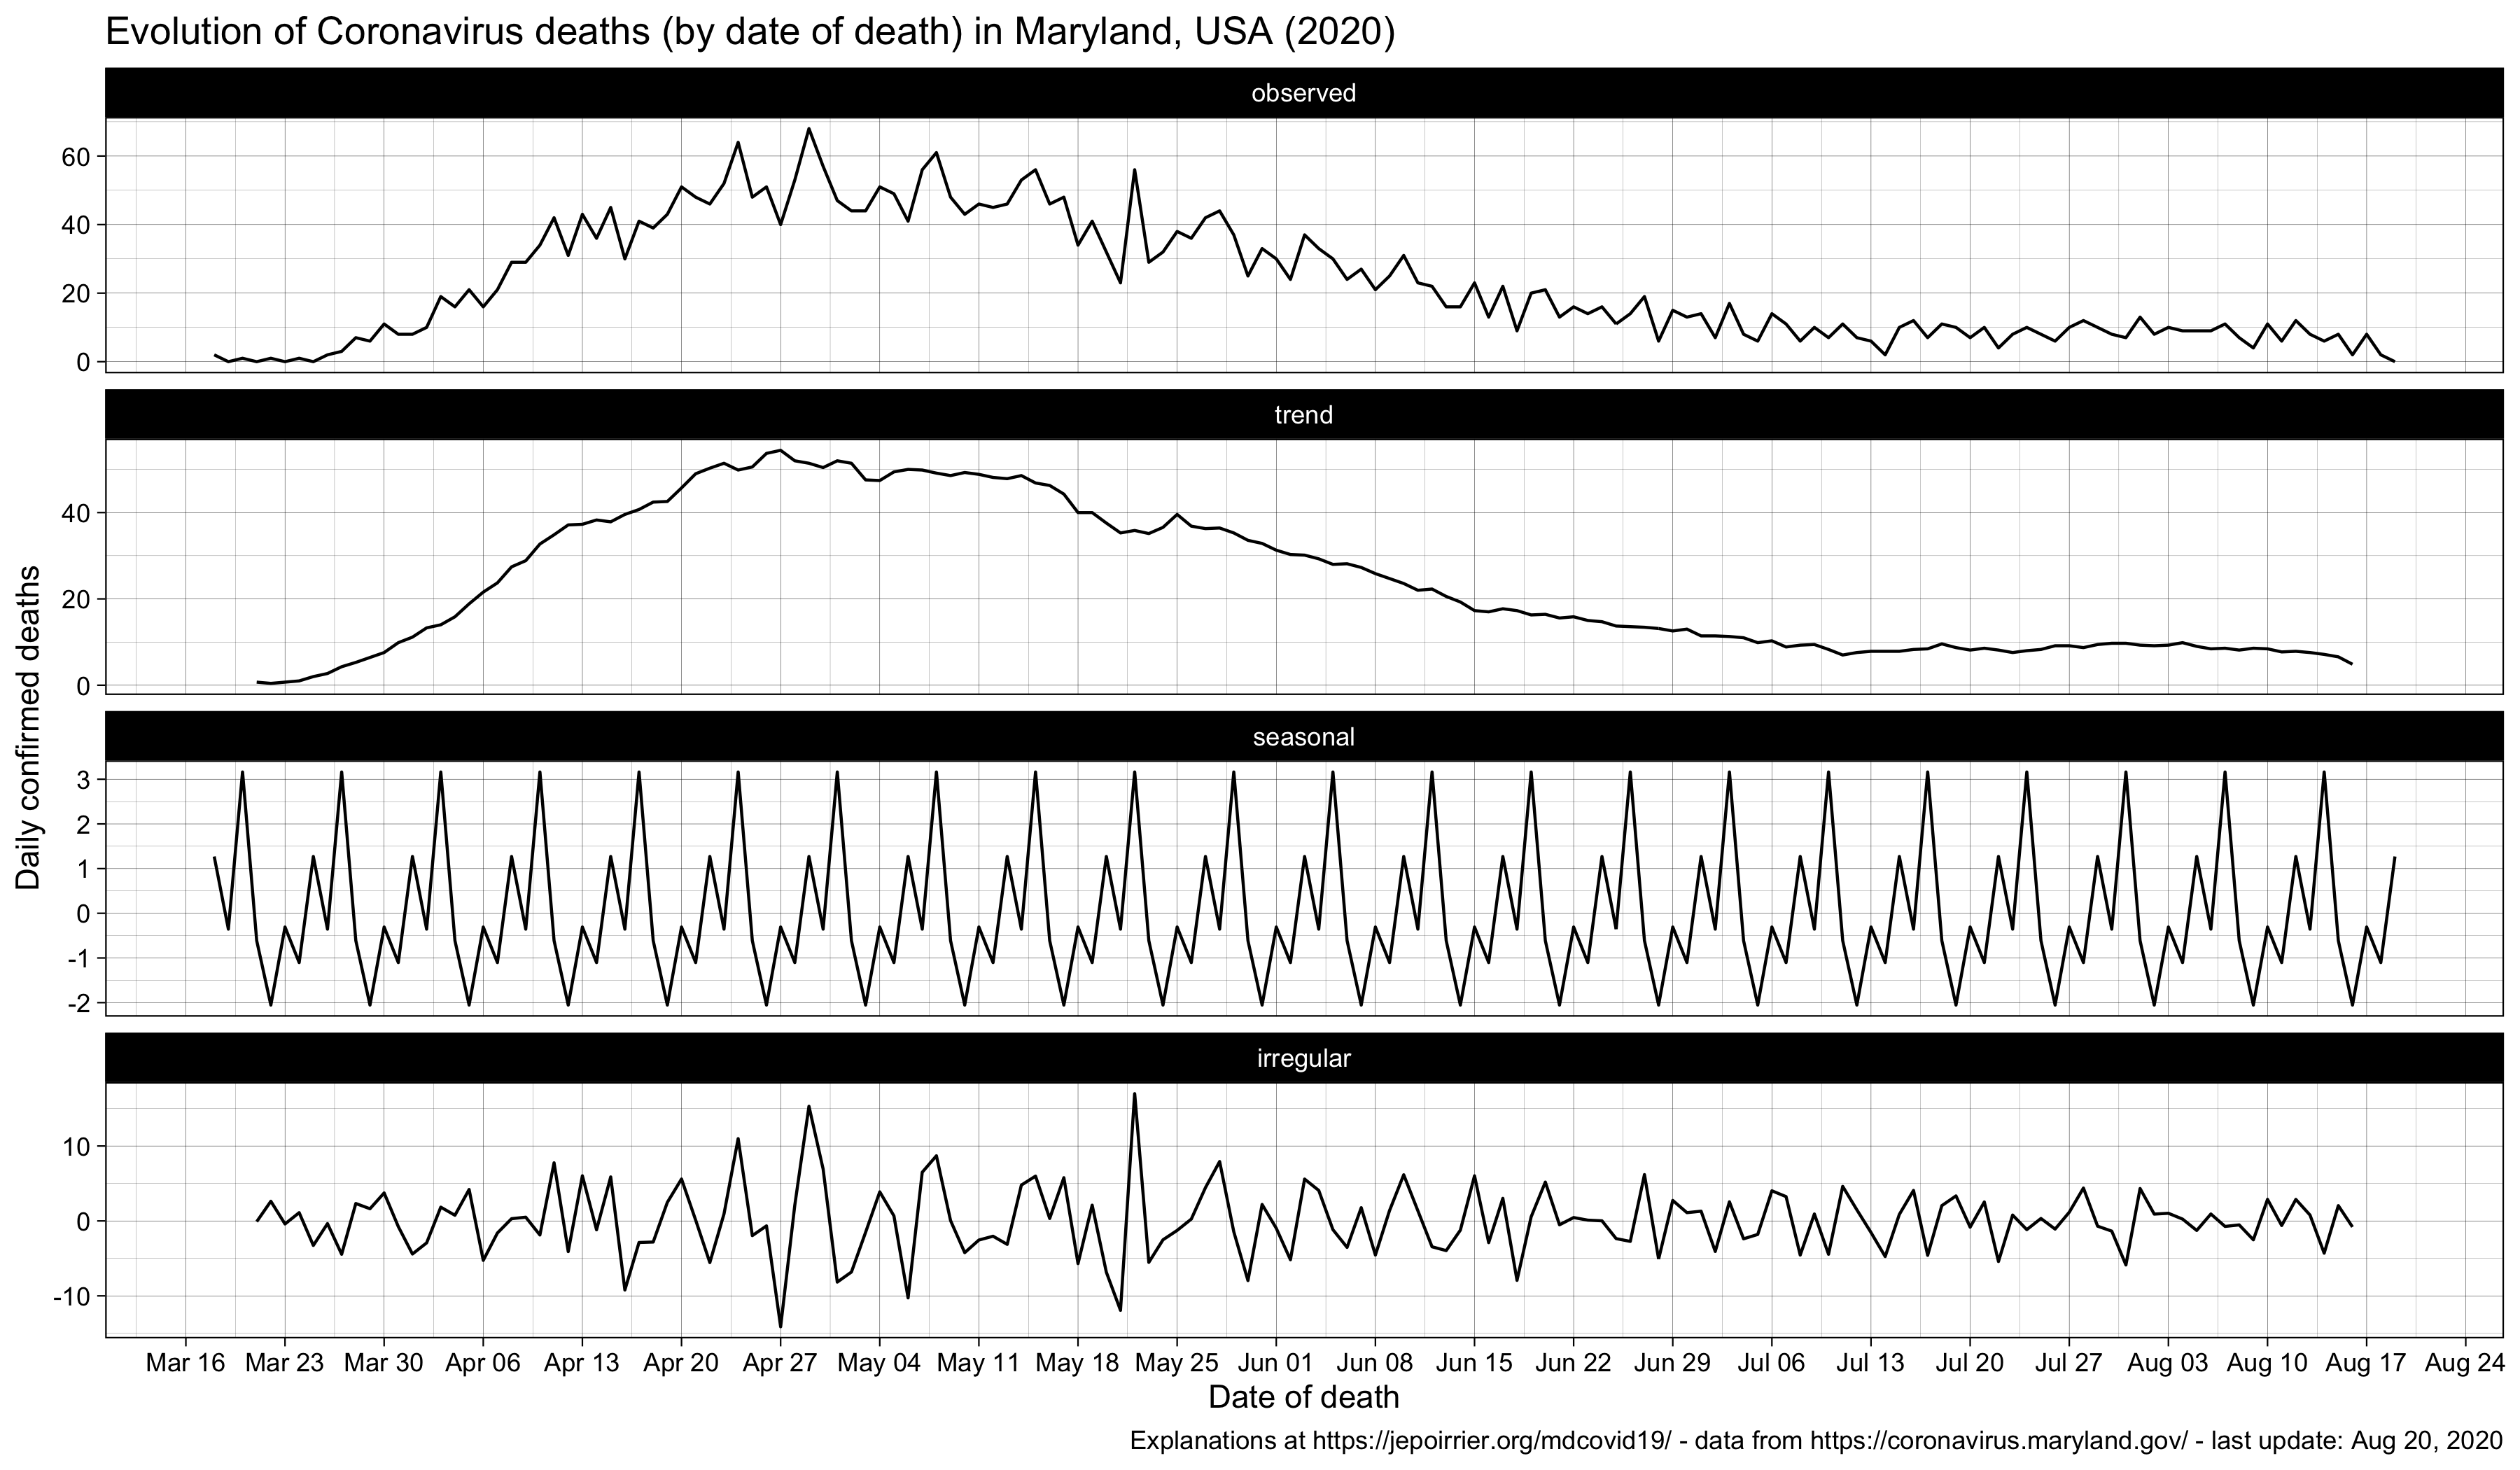 Evolution of Coronavirus deaths (by date of death) in Maryland, USA (2020)
observed
60
40
20
0
trend
40
20
0
seasonal
3
2
1
0
-1
-2
irregular
10
0
-10
Daily confirmed deaths
Mar 16 Mar 23 Mar 30 Apr 06 Apr 13 Apr 20 Apr 27 May 04 May 11 May 18 May 25 Jun 01 Jun 08 Jun 15 Jun 22 Jun 29 Jul 06 Jul 13 Jul 20 Jul 27 Aug 03 Aug 10 Aug 17 Aug 24
Date of death
Explanations at https://jepoirrier.org/mdcovid19/ - data from https://coronavirus.maryland.gov/ - last update: Aug 20, 2020